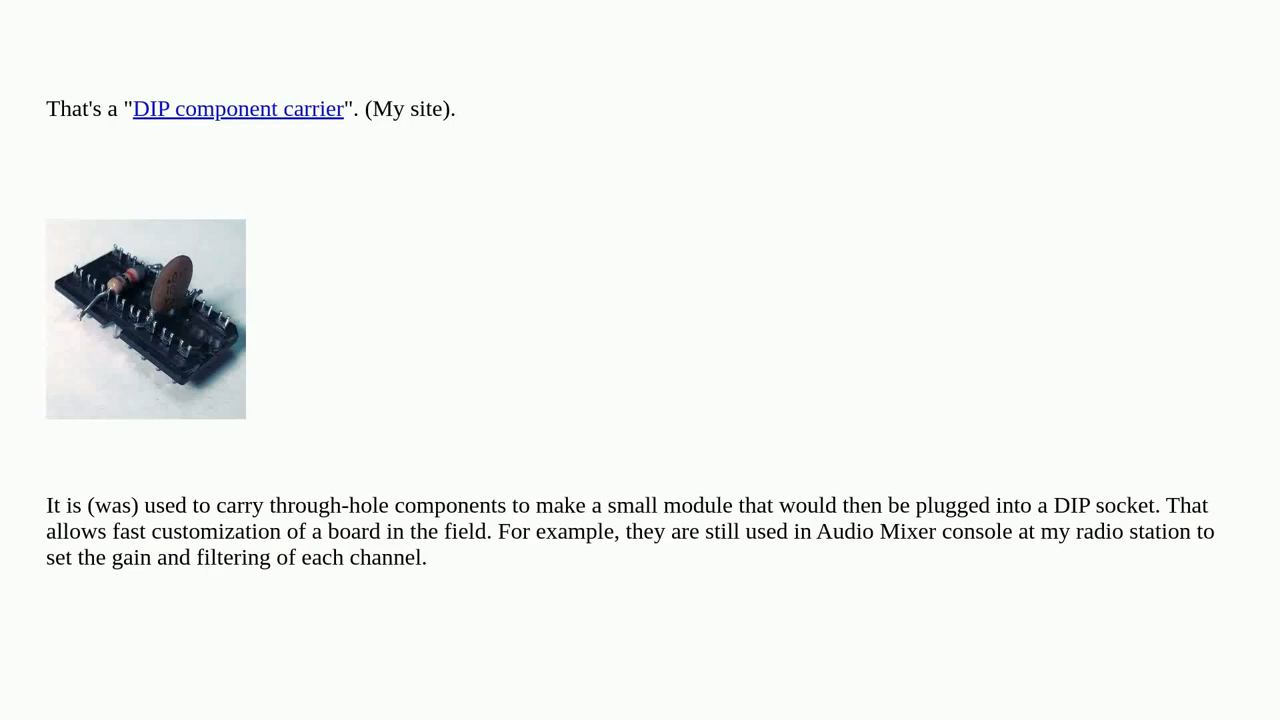 That's a "DIP component carrier". (My site).
It is (was) used to carry through-hole components to make a small module that would then be plugged into a DIP socket. That
allows fast customization of a board in the field. For example, they are still used in Audio Mixer console at my radio station to
set the gain and filtering of each channel.